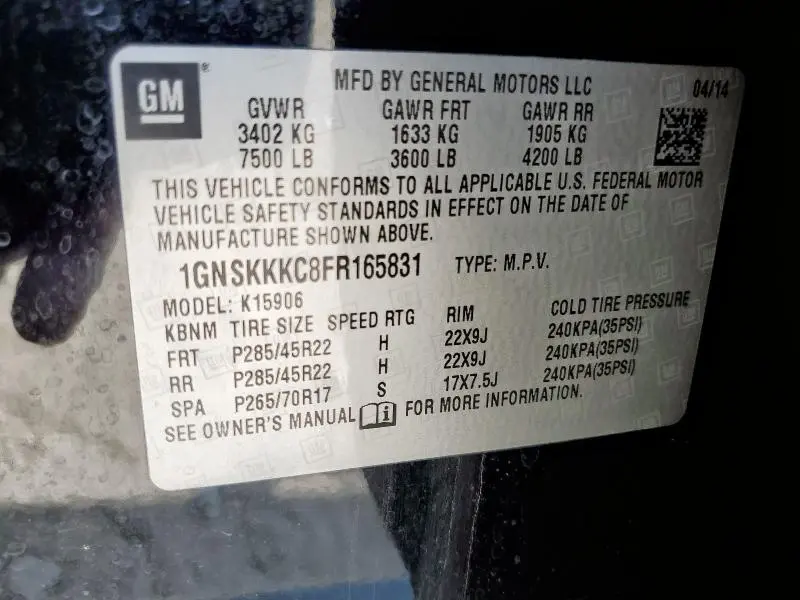 GM
MFD BY GENERAL MOTORS LLC 04/14
GVWR GAWR FRT GAWR RR
3402 KG 1633 KG 1905 KG
7500 LB 3600 LB 4200 LB
THIS VEHICLE CONFORMS TO ALL APPLICABLE U.S. FEDERAL MOTOR
VEHICLE SAFETY STANDARDS IN EFFECT ON THE DATE OF
MANUFACTURE SHOWN ABOVE.
1GNSKKKC8FR165831 TYPE: M.P.V.
MODEL: K15906
KBNM TIRE SIZE SPEED RTG RIM COLD TIRE PRESSURE
FRT P285/45R22 H 22X9J 240KPA(35PSI)
RR P285/45R22 H 22X9J 240KPA(35PSI)
SPA P265/70R17 S 17X7.5J 240KPA(35PSI)
SEE OWNER'S MANUAL i FOR MORE INFORMATION.